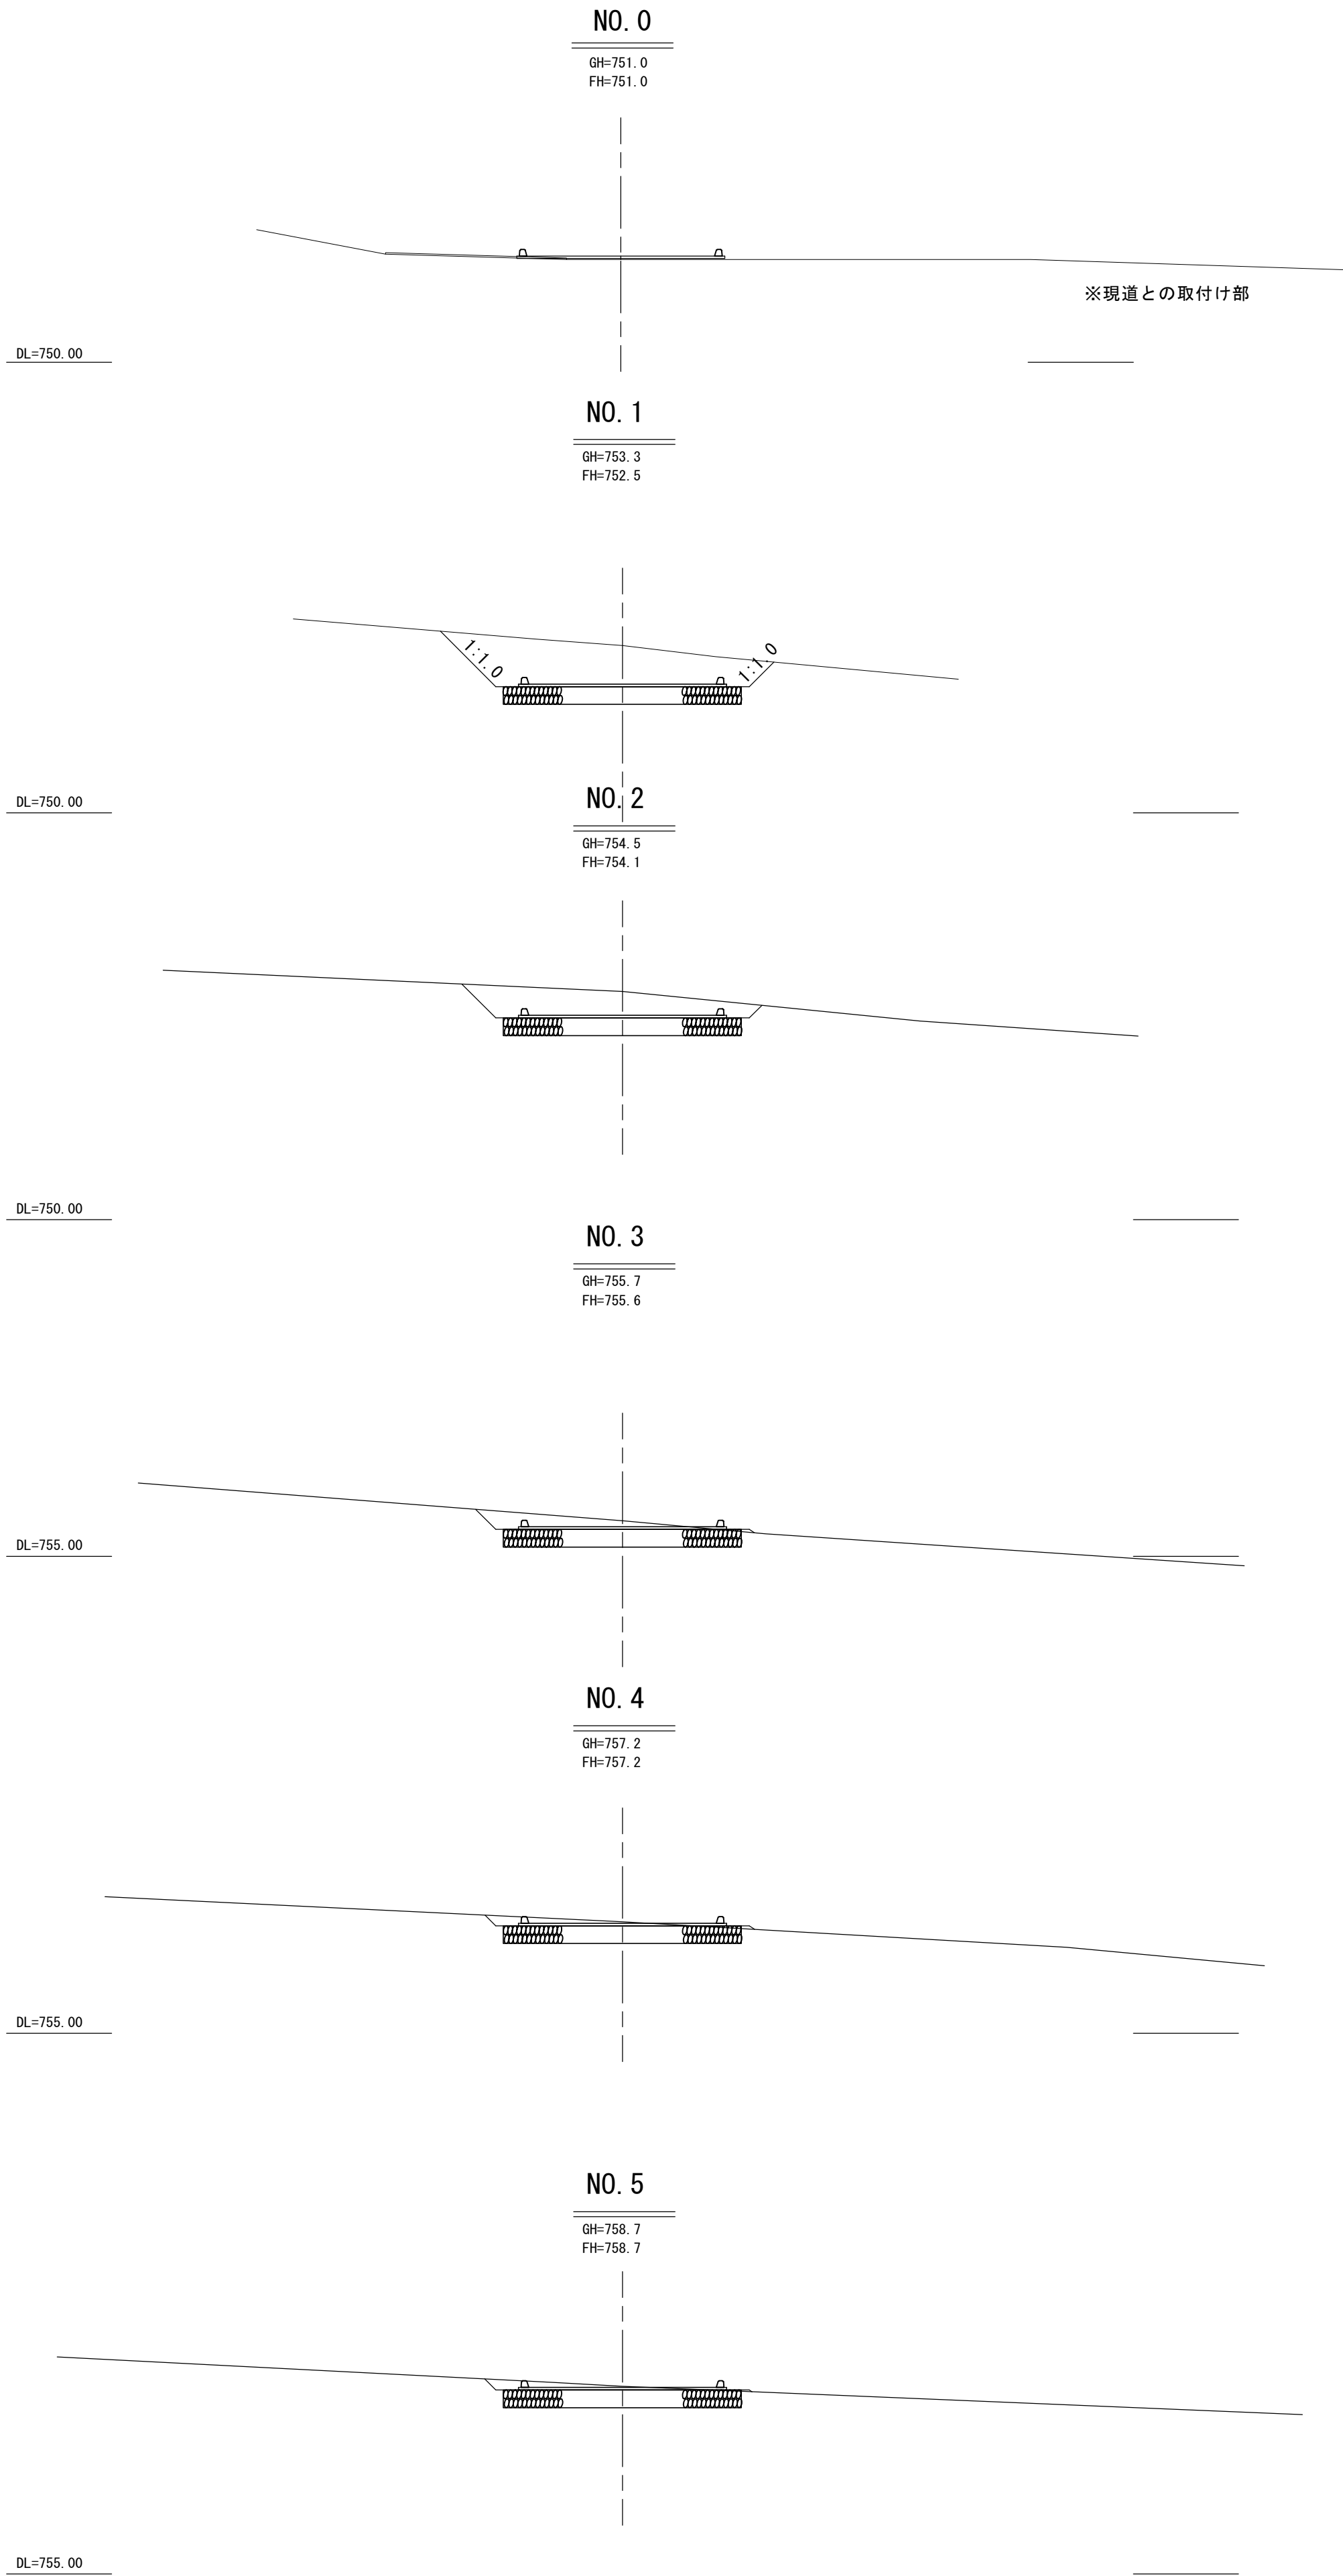 NO.0
GH=751.0
FH=751.0
※現道との取付け部
DL=750.00
NO.1
GH=753.3
FH=752.5
1:1.0
1:1.0
DL=750.00
NO.2
GH=754.5
FH=754.1
DL=750.00
NO.3
GH=755.7
FH=755.6
DL=755.00
NO.4
GH=757.2
FH=757.2
DL=755.00
NO.5
GH=758.7
FH=758.7
DL=755.00